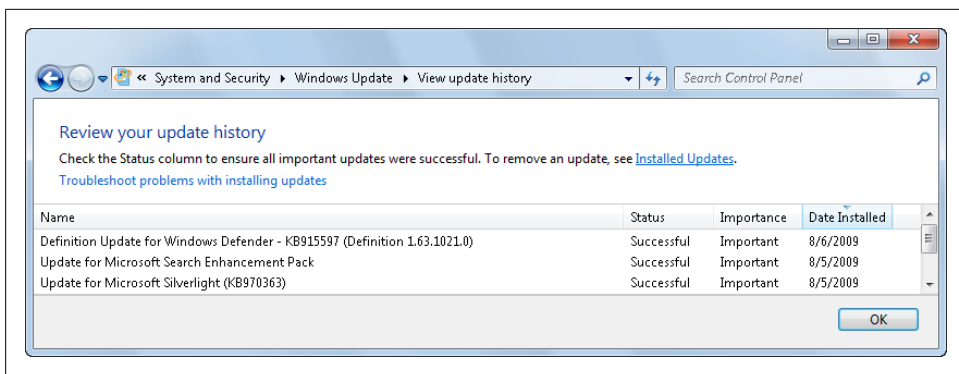 « System and Security ▸ Windows Update ▸ View update history
Search Control Panel
Review your update history
Check the Status column to ensure all important updates were successful. To remove an update, see Installed Updates.
Troubleshoot problems with installing updates
Name Status Importance Date Installed
Definition Update for Windows Defender - KB915597 (Definition 1.63.1021.0) Successful Important 8/6/2009
Update for Microsoft Search Enhancement Pack Successful Important 8/5/2009
Update for Microsoft Silverlight (KB970363) Successful Important 8/5/2009
OK